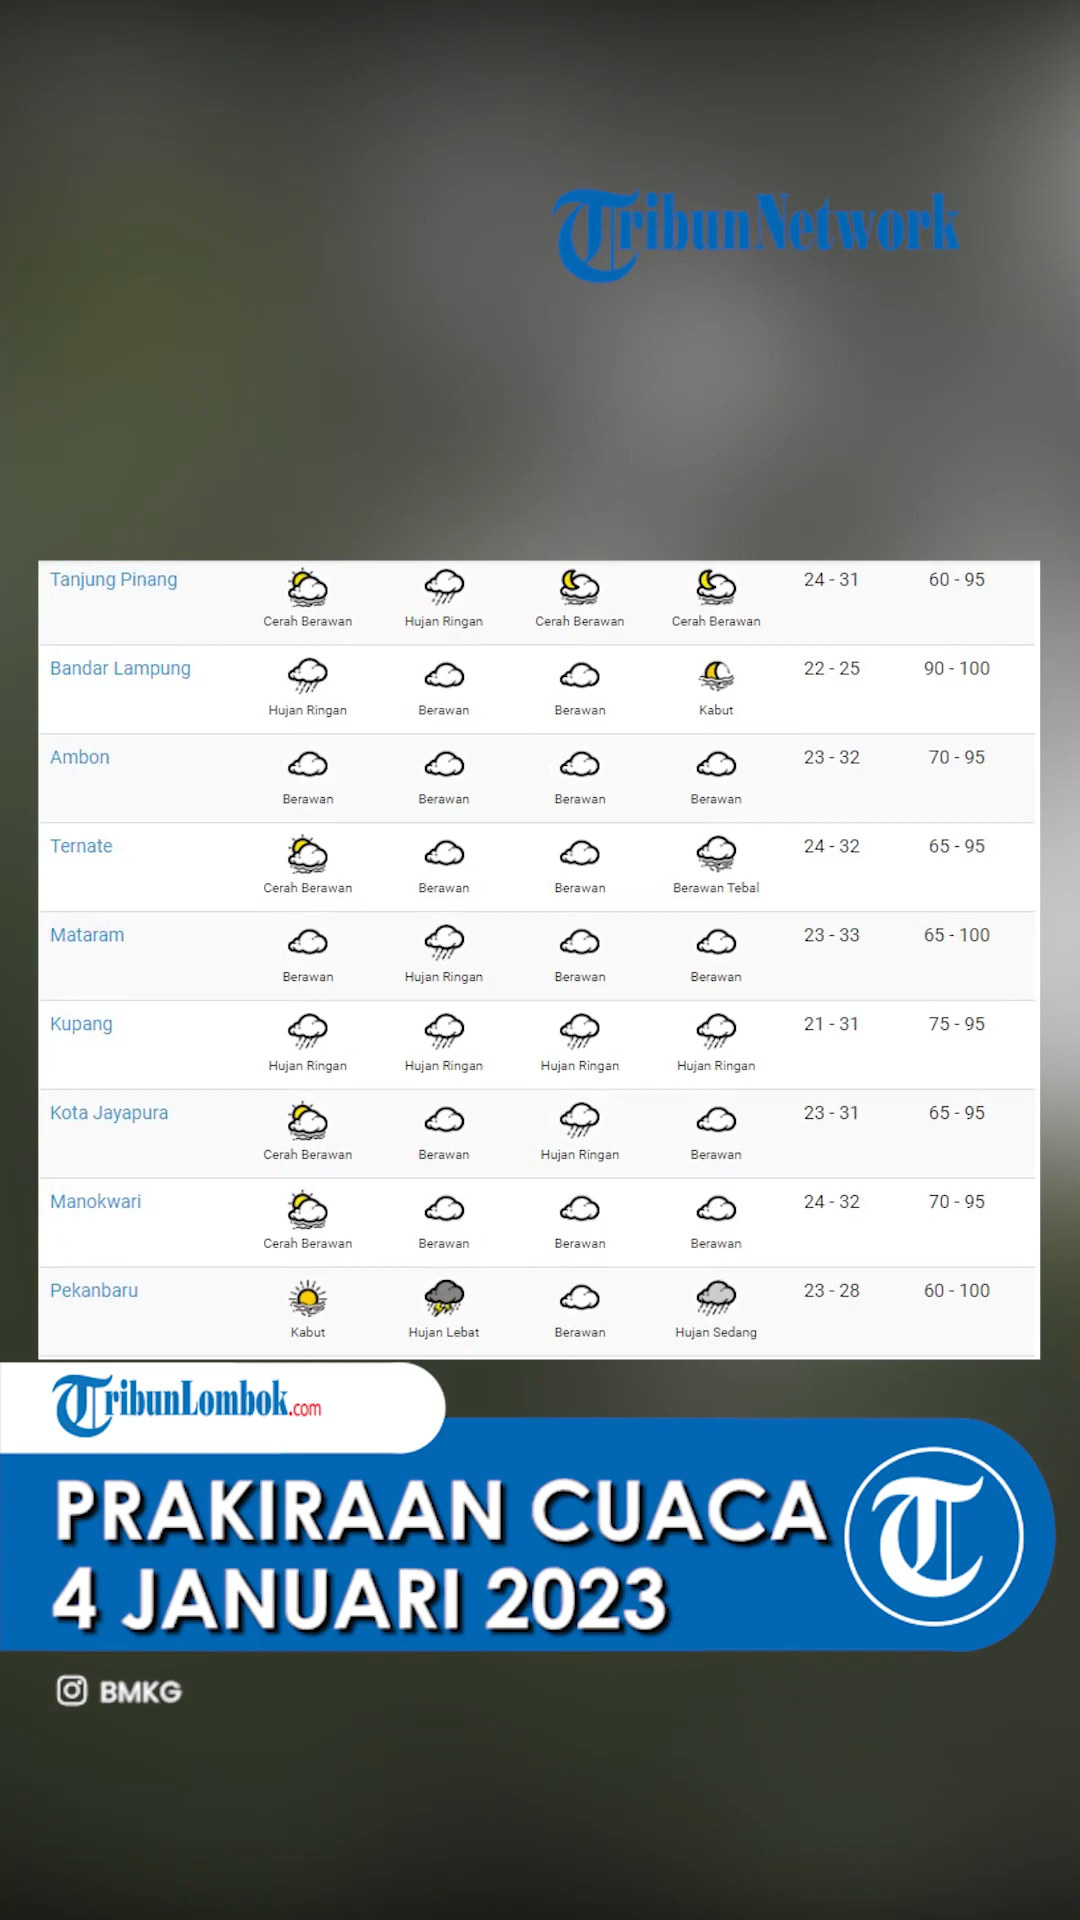 TribunNetwork
Tanjung Pinang 24 - 31 60 - 95
Cerah Berawan Hujan Ringan Cerah Berawan Cerah Berawan
Bandar Lampung 22 - 25 90 - 100
Hujan Ringan Berawan Berawan Kabut
Ambon 23 - 32 70 - 95
Berawan Berawan Berawan Berawan
Ternate 24 - 32 65 - 95
Cerah Berawan Berawan Berawan Berawan Tebal
Mataram 23 - 33 65 - 100
Berawan Hujan Ringan Berawan Berawan
Kupang 21 - 31 75 - 95
Hujan Ringan Hujan Ringan Hujan Ringan Hujan Ringan
Kota Jayapura 23 - 31 65 - 95
Cerah Berawan Berawan Hujan Ringan Berawan
Manokwari 24 - 32 70 - 95
Cerah Berawan Berawan Berawan Berawan
Pekanbaru 23 - 28 60 - 100
Kabut Hujan Lebat Berawan Hujan Sedang
TribunLombok.com
PRAKIRAAN CUACA
4 JANUARI 2023
T
BMKG